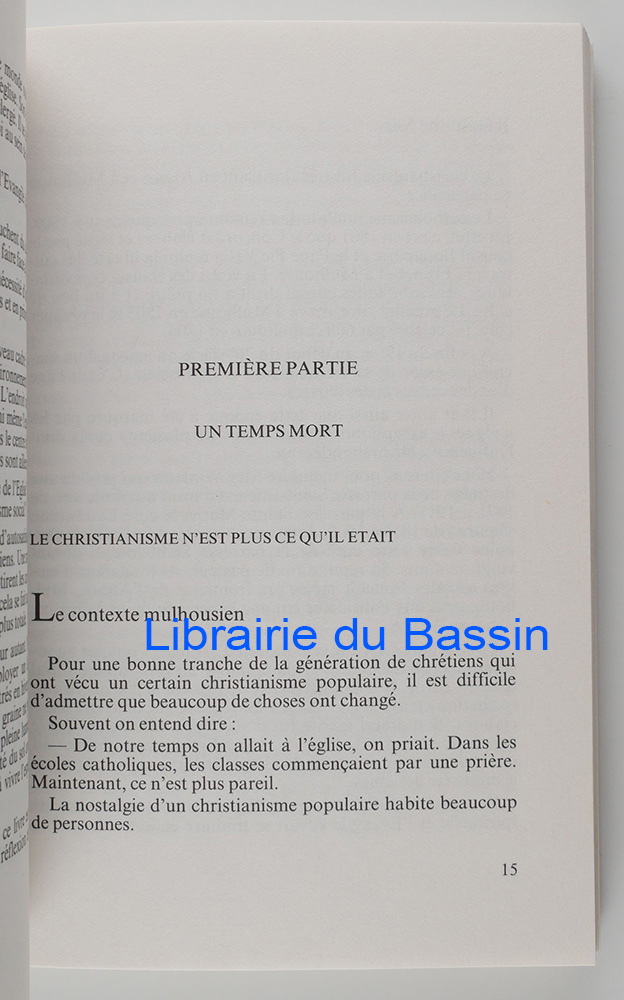 PREMIÈRE PARTIE
UN TEMPS MORT
LE CHRISTIANISME N'EST PLUS CE QU'IL ETAIT
Le contexte mulhousien
Librairie du Bassin
Pour une bonne tranche de la génération de chrétiens qui
ont vécu un certain christianisme populaire, il est difficile
d'admettre que beaucoup de choses ont changé.
Souvent on entend dire :
— De notre temps on allait à l'église, on priait. Dans les
écoles catholiques, les classes commençaient par une prière.
Maintenant, ce n'est plus pareil.
La nostalgie d'un christianisme populaire habite beaucoup
de personnes.
15